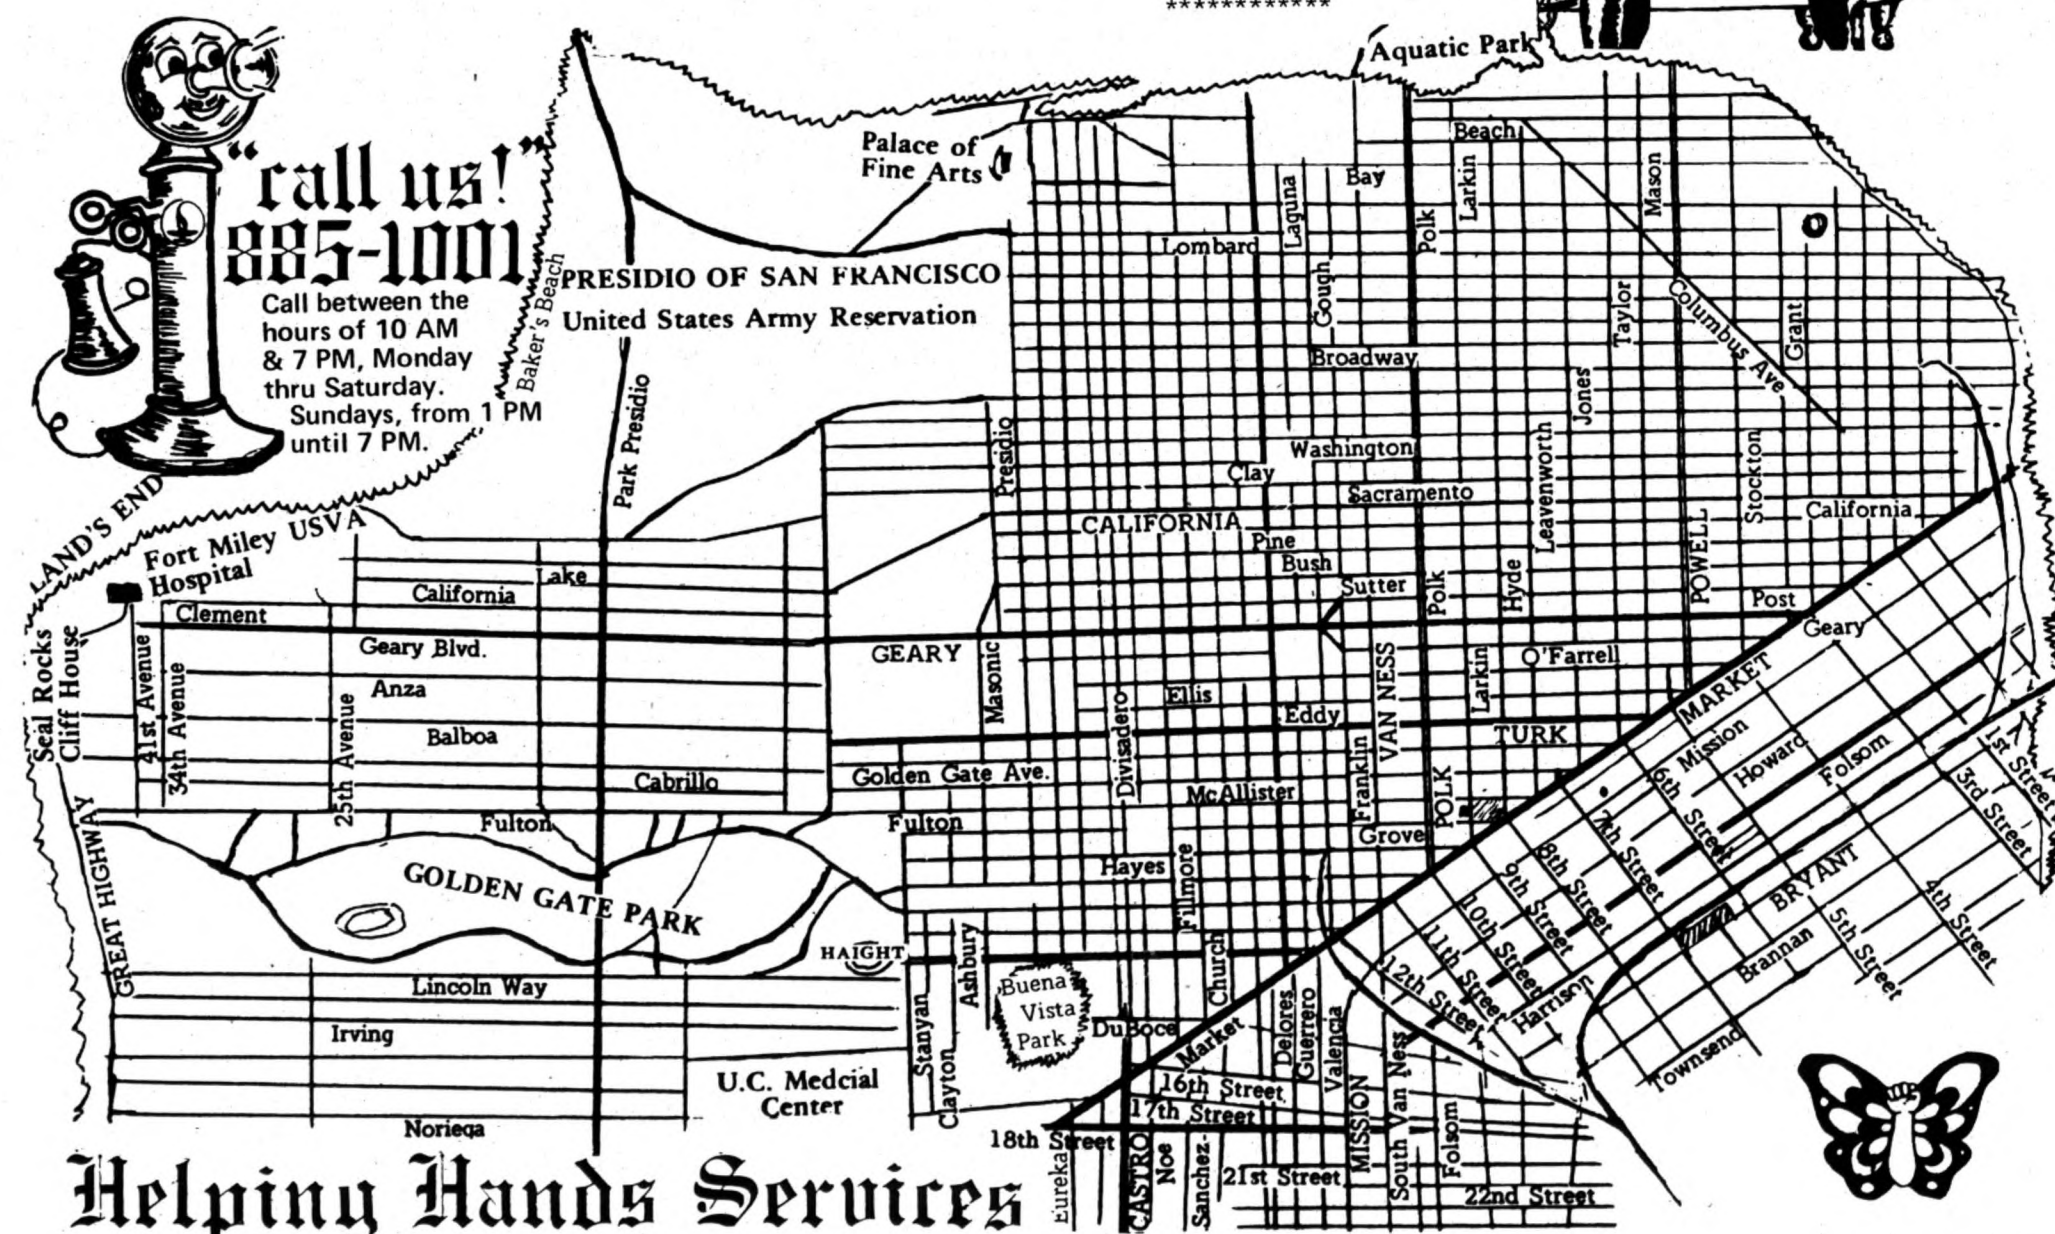 ************
Aquatic Park
"call us!"
885-1001
Call between the
hours of 10 AM
& 7 PM, Monday
thru Saturday.
Sundays, from 1 PM
until 7 PM.
Baker's Beach
Palace of
Fine Arts
PRESIDIO OF SAN FRANCISCO
United States Army Reservation
Park Presidio
Presidio
Beach
Bay
Larkin
Mason
Laguna
Polk
Lombard
Gough
Broadway
Taylor
Columbus Ave
Grant
Jones
Washington
Clay
Sacramento
Leavenworth
Stockton
CALIFORNIA
California
Pine
Bush
Sutter
Polk
Hyde
POWELL
Post
Geary
LAND'S END
Fort Miley USVA
Hospital
Lake
California
Clement
Geary Blvd.
GEARY
Anza
Balboa
Cabrillo
Seal Rocks
Cliff House
41st Avenue
34th Avenue
25th Avenue
Masonic
Divisadero
Ellis
Eddy
O'Farrell
Larkin
VAN NESS
TURK
Golden Gate Ave.
McAllister
Franklin
POLK
Fulton
Fulton
Grove
Hayes
Fillmore
MARKET
Mission
Howard
Folsom
1st Street
3rd Street
4th Street
5th Street
6th Street
7th Street
8th Street
9th Street
10th Street
11th Street
12th Street
Harrison
BRYANT
Brannan
Townsend
GREAT HIGHWAY
GOLDEN GATE PARK
HAIGHT
Lincoln Way
Irving
Noriega
U.C. Medcial
Center
Stanyan
Clayton
Ashbury
Buena
Vista
Park
DuBoce
Church
Market
Delores
Guerrero
Valencia
MISSION
South Van Ness
Folsom
16th Street
17th Street
18th Street
Eureka
CASTRO
Noe
Sanchez
21st Street
22nd Street
Helping Hands Services